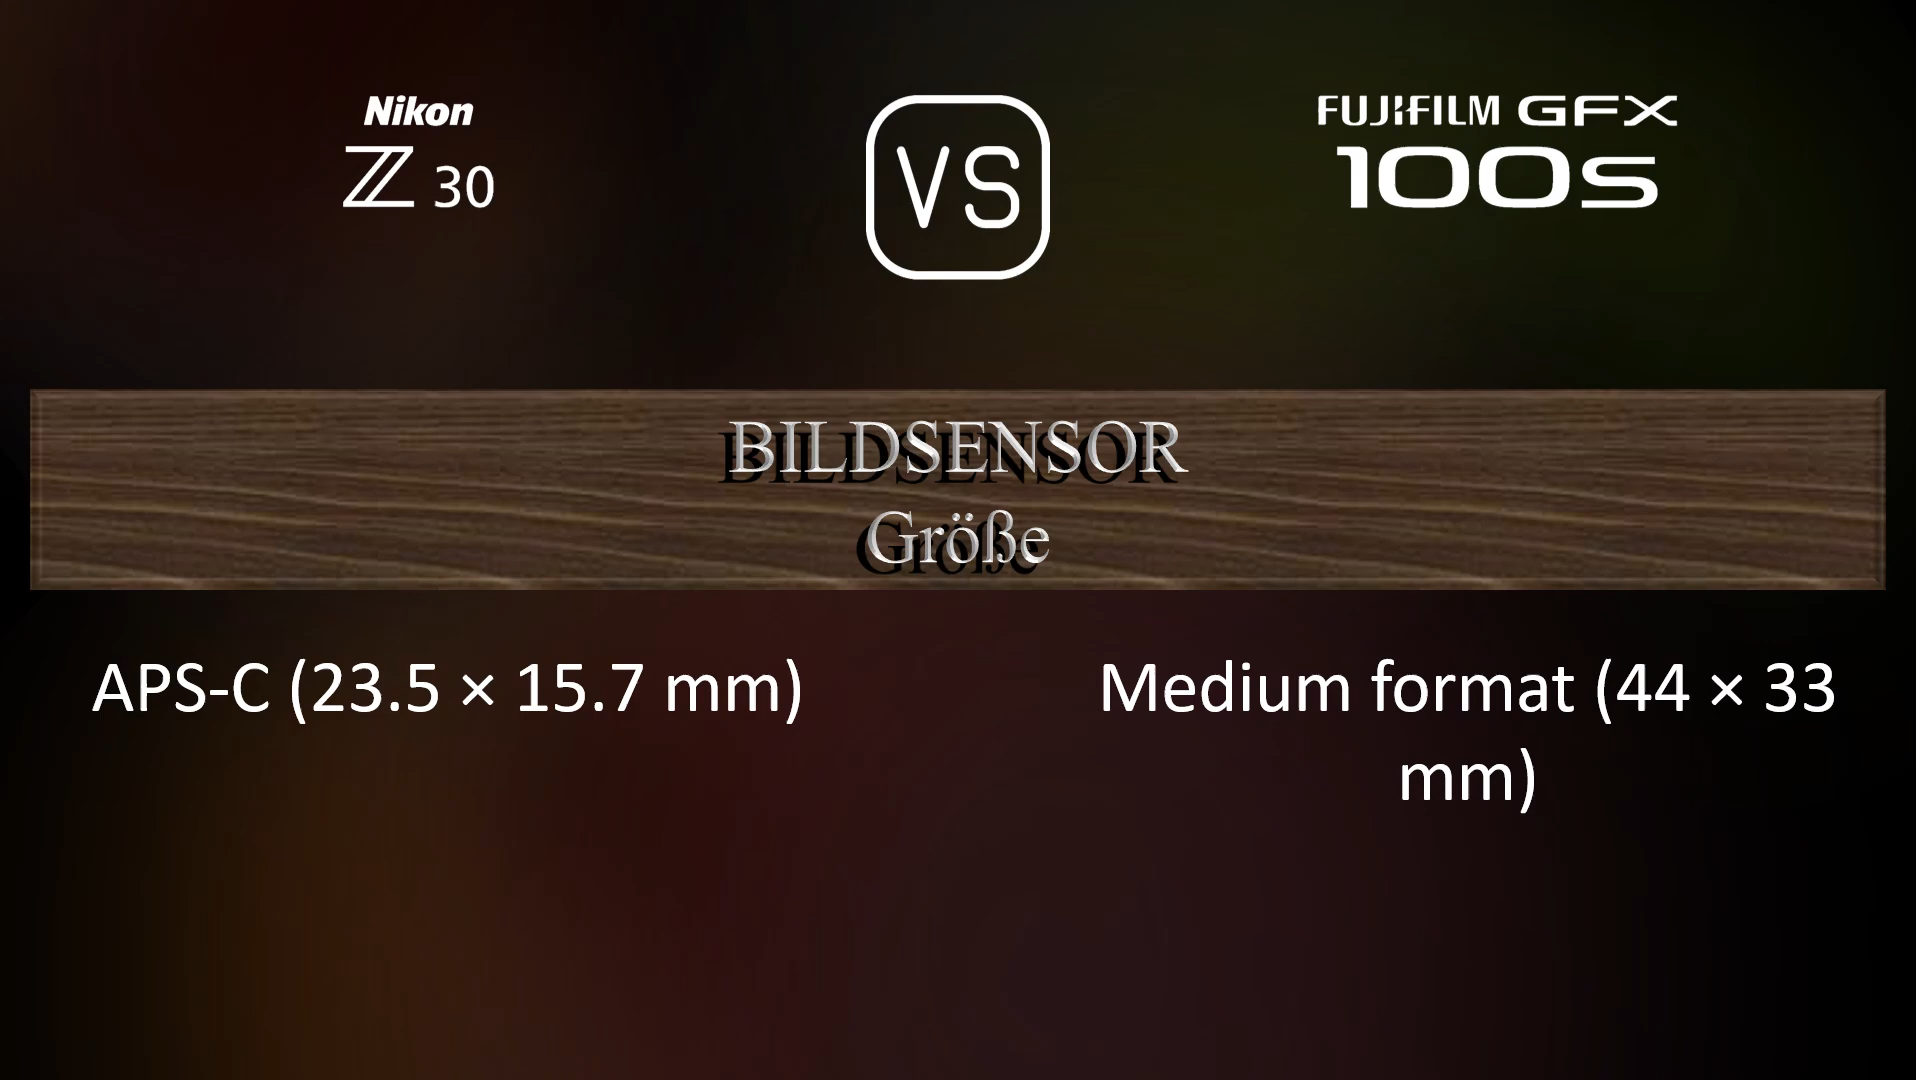 Nikon
Z 30
VS
FUJIFILM GFX
100S
BILDSENSOR
Größe
APS-C (23.5 × 15.7 mm)
Medium format (44 × 33
mm)